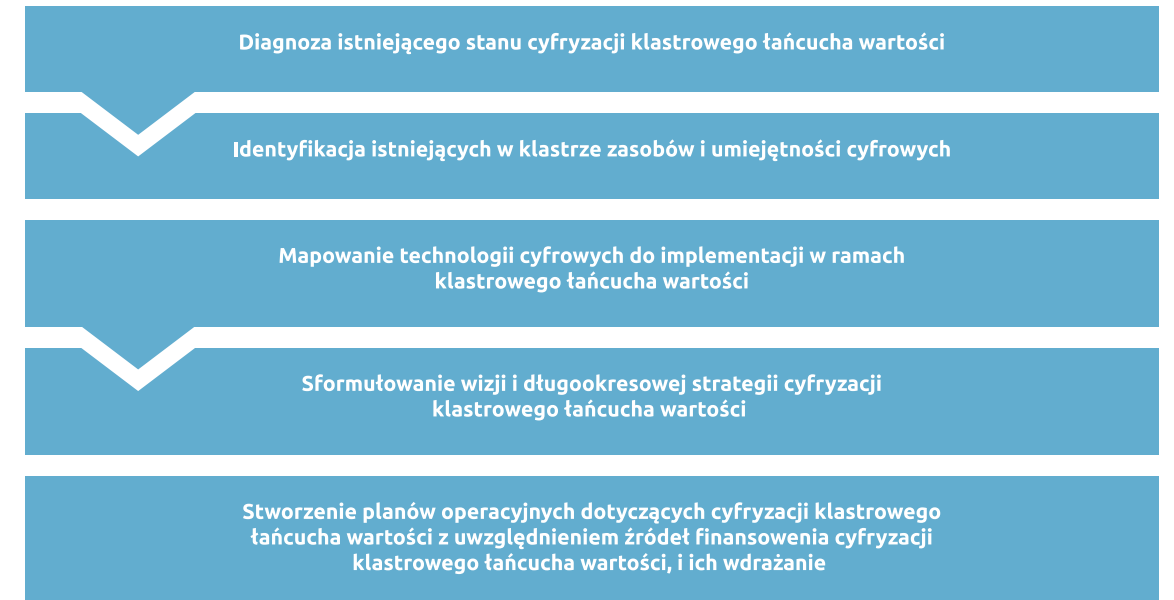 Diagnoza istniejącego stanu cyfryzacji klastrowego łańcucha wartości
Identyfikacja istniejących w klastrze zasobów i umiejętności cyfrowych
Mapowanie technologii cyfrowych do implementacji w ramach
klastrowego łańcucha wartości
Sformułowanie wizji i długookresowej strategii cyfryzacji
klastrowego łańcucha wartości
Stworzenie planów operacyjnych dotyczących cyfryzacji klastrowego
łańcucha wartości z uwzględnieniem źródeł finansowenia cyfryzacji
klastrowego łańcucha wartości, i ich wdrażanie